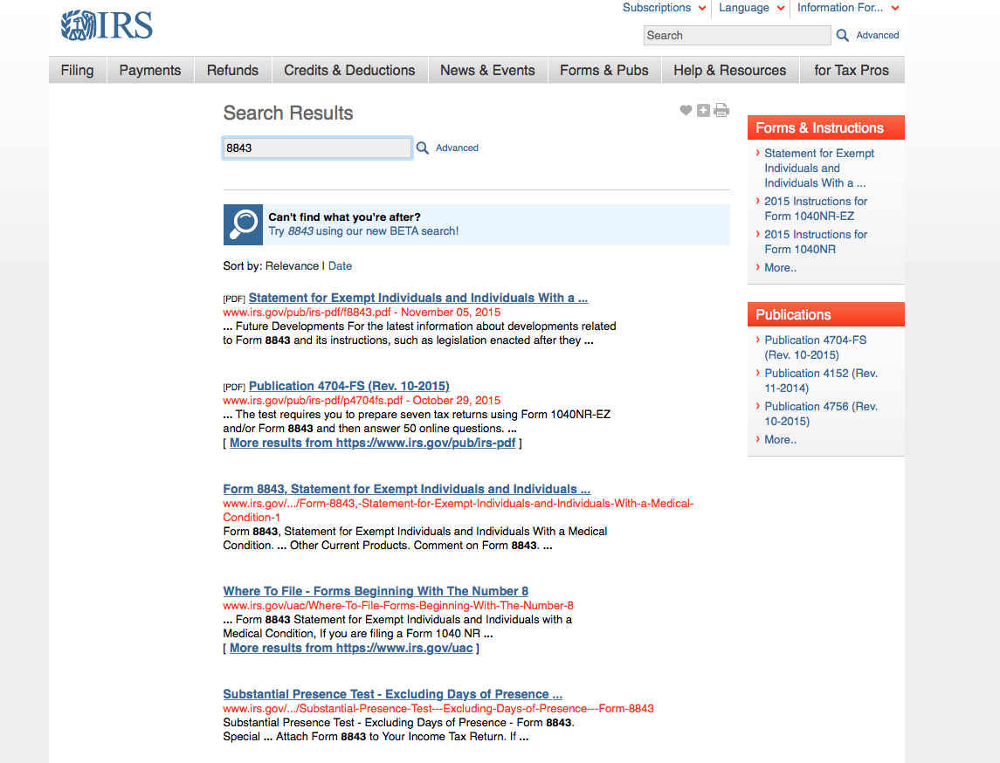 IRS
Subscriptions
Language
Information For...
Search
Advanced
Filing
Payments
Refunds
Credits & Deductions
News & Events
Forms & Pubs
Help & Resources
for Tax Pros
Search Results
8843
Advanced
Can't find what you're after?
Try 8843 using our new BETA search!
Sort by: Relevance | Date
[PDF] Statement for Exempt Individuals and Individuals With a ...
www.irs.gov/pub/irs-pdf/f8843.pdf - November 05, 2015
... Future Developments For the latest information about developments related
to Form 8843 and its instructions, such as legislation enacted after they ...
[PDF] Publication 4704-FS (Rev. 10-2015)
www.irs.gov/pub/irs-pdf/p4704fs.pdf - October 29, 2015
... The test requires you to prepare seven tax returns using Form 1040NR-EZ
and/or Form 8843 and then answer 50 online questions. ...
[ More results from https://www.irs.gov/pub/irs-pdf ]
Form 8843, Statement for Exempt Individuals and Individuals ...
www.irs.gov/.../Form-8843,-Statement-for-Exempt-Individuals-and-Individuals-With-a-Medical-
Condition-1
Form 8843, Statement for Exempt Individuals and Individuals With a Medical
Condition. ... Other Current Products. Comment on Form 8843. ...
Where To File - Forms Beginning With The Number 8
www.irs.gov/uac/Where-To-File-Forms-Beginning-With-The-Number-8
... Form 8843 Statement for Exempt Individuals and Individuals with a
Medical Condition, If you are filing a Form 1040 NR ...
[ More results from https://www.irs.gov/uac ]
Substantial Presence Test - Excluding Days of Presence ...
www.irs.gov/.../Substantial-Presence-Test---Excluding-Days-of-Presence---Form-8843
Substantial Presence Test - Excluding Days of Presence - Form 8843.
Special ... Attach Form 8843 to Your Income Tax Return. If ...
Forms & Instructions
Statement for Exempt
Individuals and
Individuals With a ...
2015 Instructions for
Form 1040NR-EZ
2015 Instructions for
Form 1040NR
More..
Publications
Publication 4704-FS
(Rev. 10-2015)
Publication 4152 (Rev.
11-2014)
Publication 4756 (Rev.
10-2015)
More..